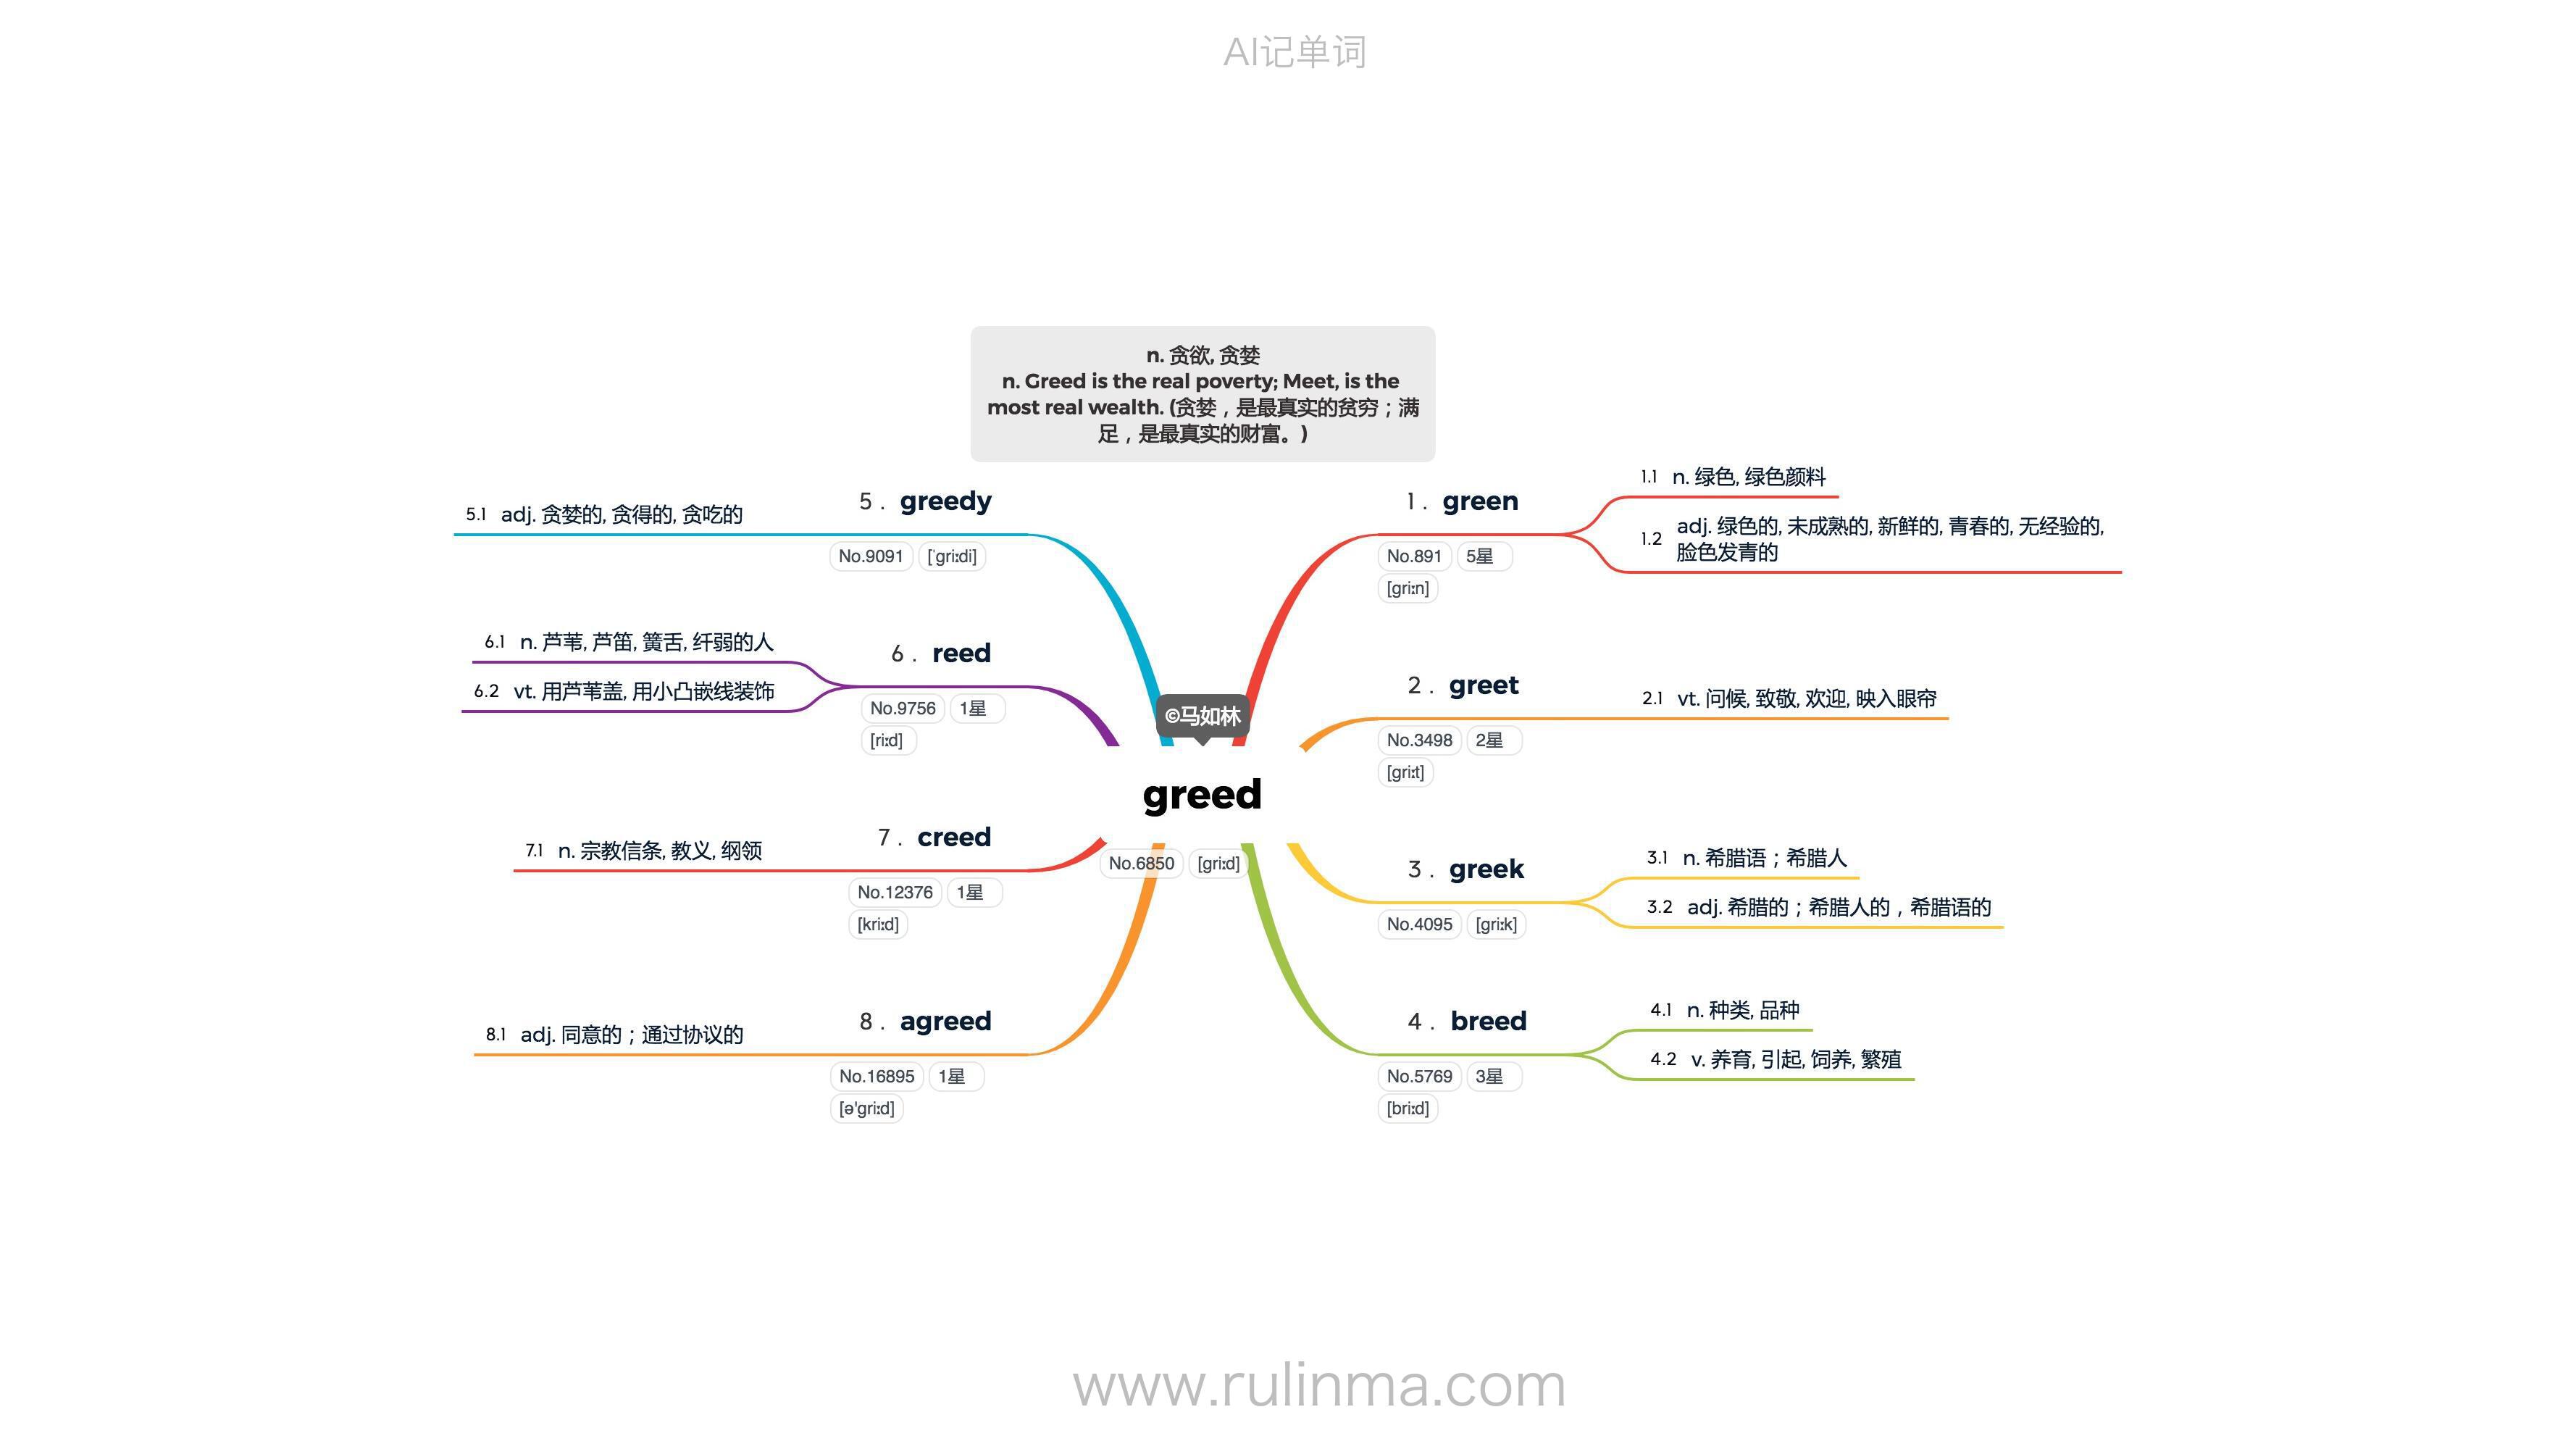 AI记单词
n. 贪欲, 贪婪
n. Greed is the real poverty; Meet, is the
most real wealth. (贪婪，是最真实的贫穷；满
足，是最真实的财富。)
©马如林
greed
No.6850 [griːd]
1. green
No.891 5星
[griːn]
1.1 n. 绿色, 绿色颜料
1.2 adj. 绿色的, 未成熟的, 新鲜的, 青春的, 无经验的,
脸色发青的
2. greet
No.3498 2星
[griːt]
2.1 vt. 问候, 致敬, 欢迎, 映入眼帘
3. greek
No.4095 [griːk]
3.1 n. 希腊语；希腊人
3.2 adj. 希腊的；希腊人的，希腊语的
4. breed
No.5769 3星
[briːd]
4.1 n. 种类, 品种
4.2 v. 养育, 引起, 饲养, 繁殖
5. greedy
No.9091 [ˈgriːdi]
5.1 adj. 贪婪的, 贪得的, 贪吃的
6. reed
No.9756 1星
[riːd]
6.1 n. 芦苇, 芦笛, 簧舌, 纤弱的人
6.2 vt. 用芦苇盖, 用小凸嵌线装饰
7. creed
No.12376 1星
[kriːd]
7.1 n. 宗教信条, 教义, 纲领
8. agreed
No.16895 1星
[ə'griːd]
8.1 adj. 同意的；通过协议的
www.rulinma.com